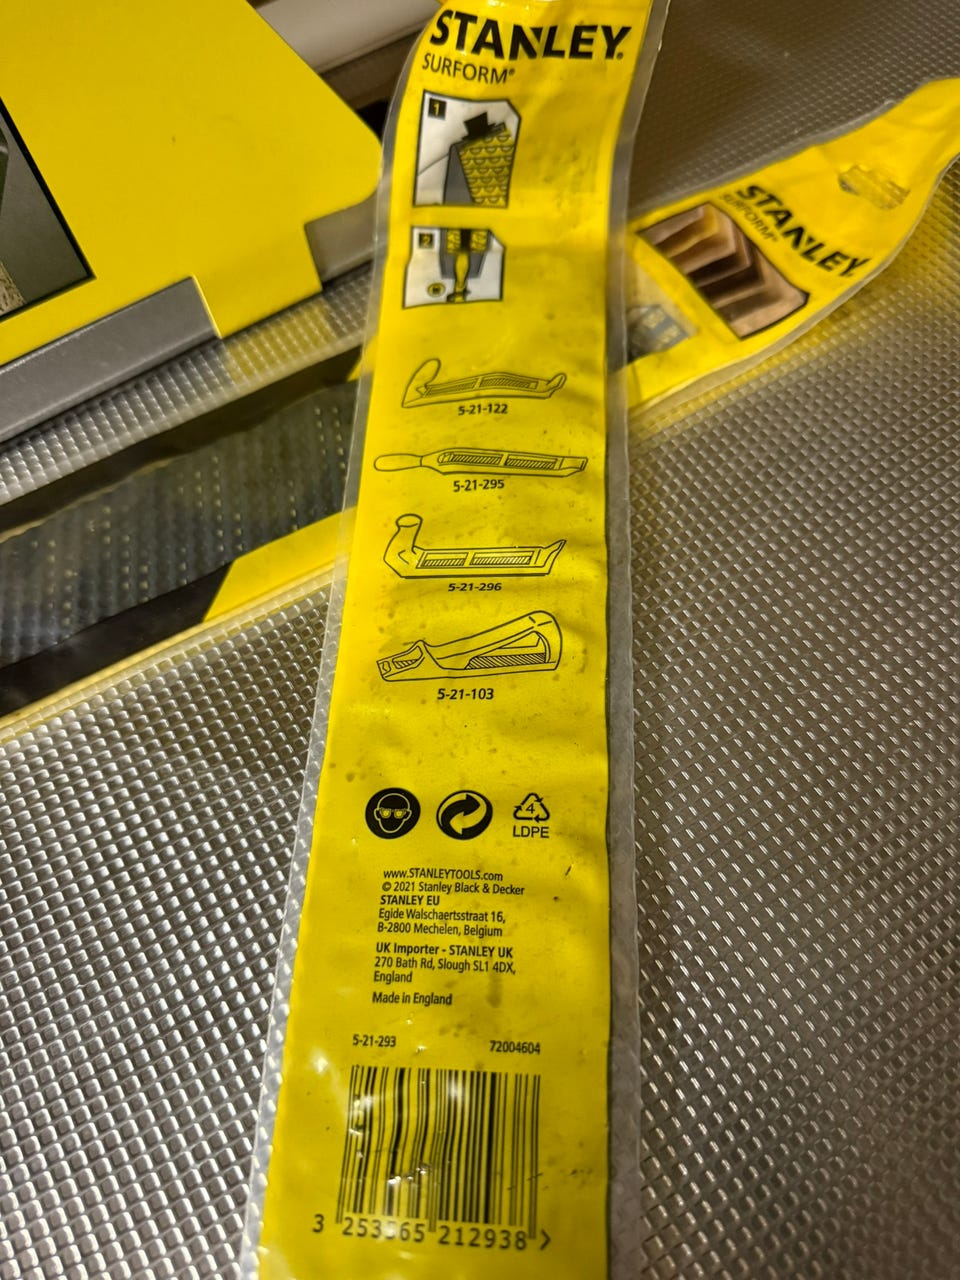 STANLEY®
SURFORM®
1
2
5-21-122
5-21-295
5-21-296
5-21-103
4
LDPE
www.STANLEYTOOLS.com
© 2021 Stanley Black & Decker
STANLEY EU
Egide Walschaertsstraat 16,
B-2800 Mechelen, Belgium
UK Importer - STANLEY UK
270 Bath Rd, Slough SL1 4DX,
England
Made in England
5-21-293 72004604
3 253565 212938 >
STANLEY
SURFORM®